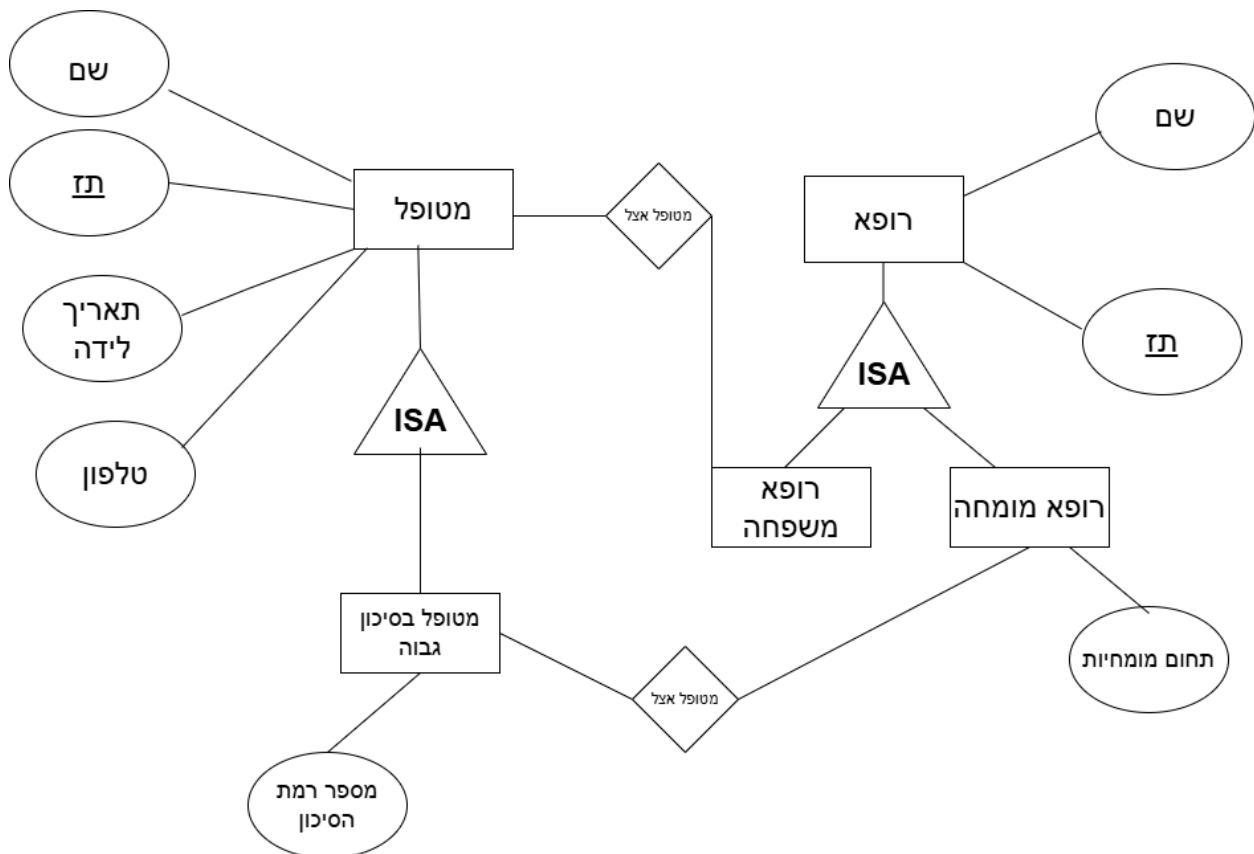 שם
שם
תז
מטופל
מטופל אצל
רופא
תאריך
לידה
תז
ISA
ISA
טלפון
רופא
משפחה
רופא מומחה
מטופל בסיכון
גבוה
תחום מומחיות
מטופל אצל
מספר רמת
הסיכון